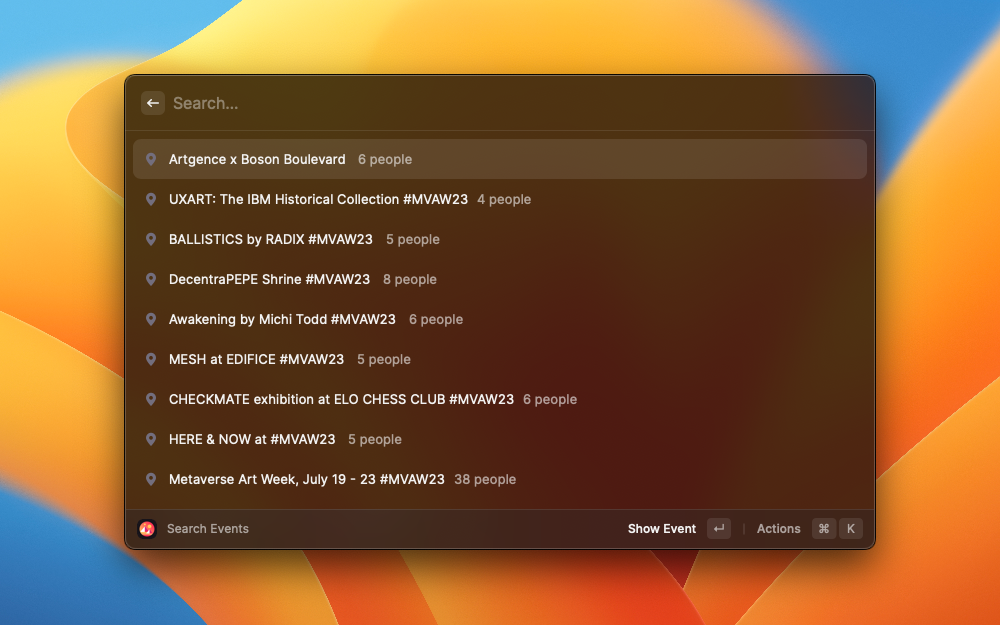 Search...
Artgence x Boson Boulevard 6 people
UXART: The IBM Historical Collection #MVAW23 4 people
BALLISTICS by RADIX #MVAW23 5 people
DecentraPEPE Shrine #MVAW23 8 people
Awakening by Michi Todd #MVAW23 6 people
MESH at EDIFICE #MVAW23 5 people
CHECKMATE exhibition at ELO CHESS CLUB #MVAW23 6 people
HERE & NOW at #MVAW23 5 people
Metaverse Art Week, July 19 - 23 #MVAW23 38 people
Search Events Show Event ↵ Actions ⌘ K